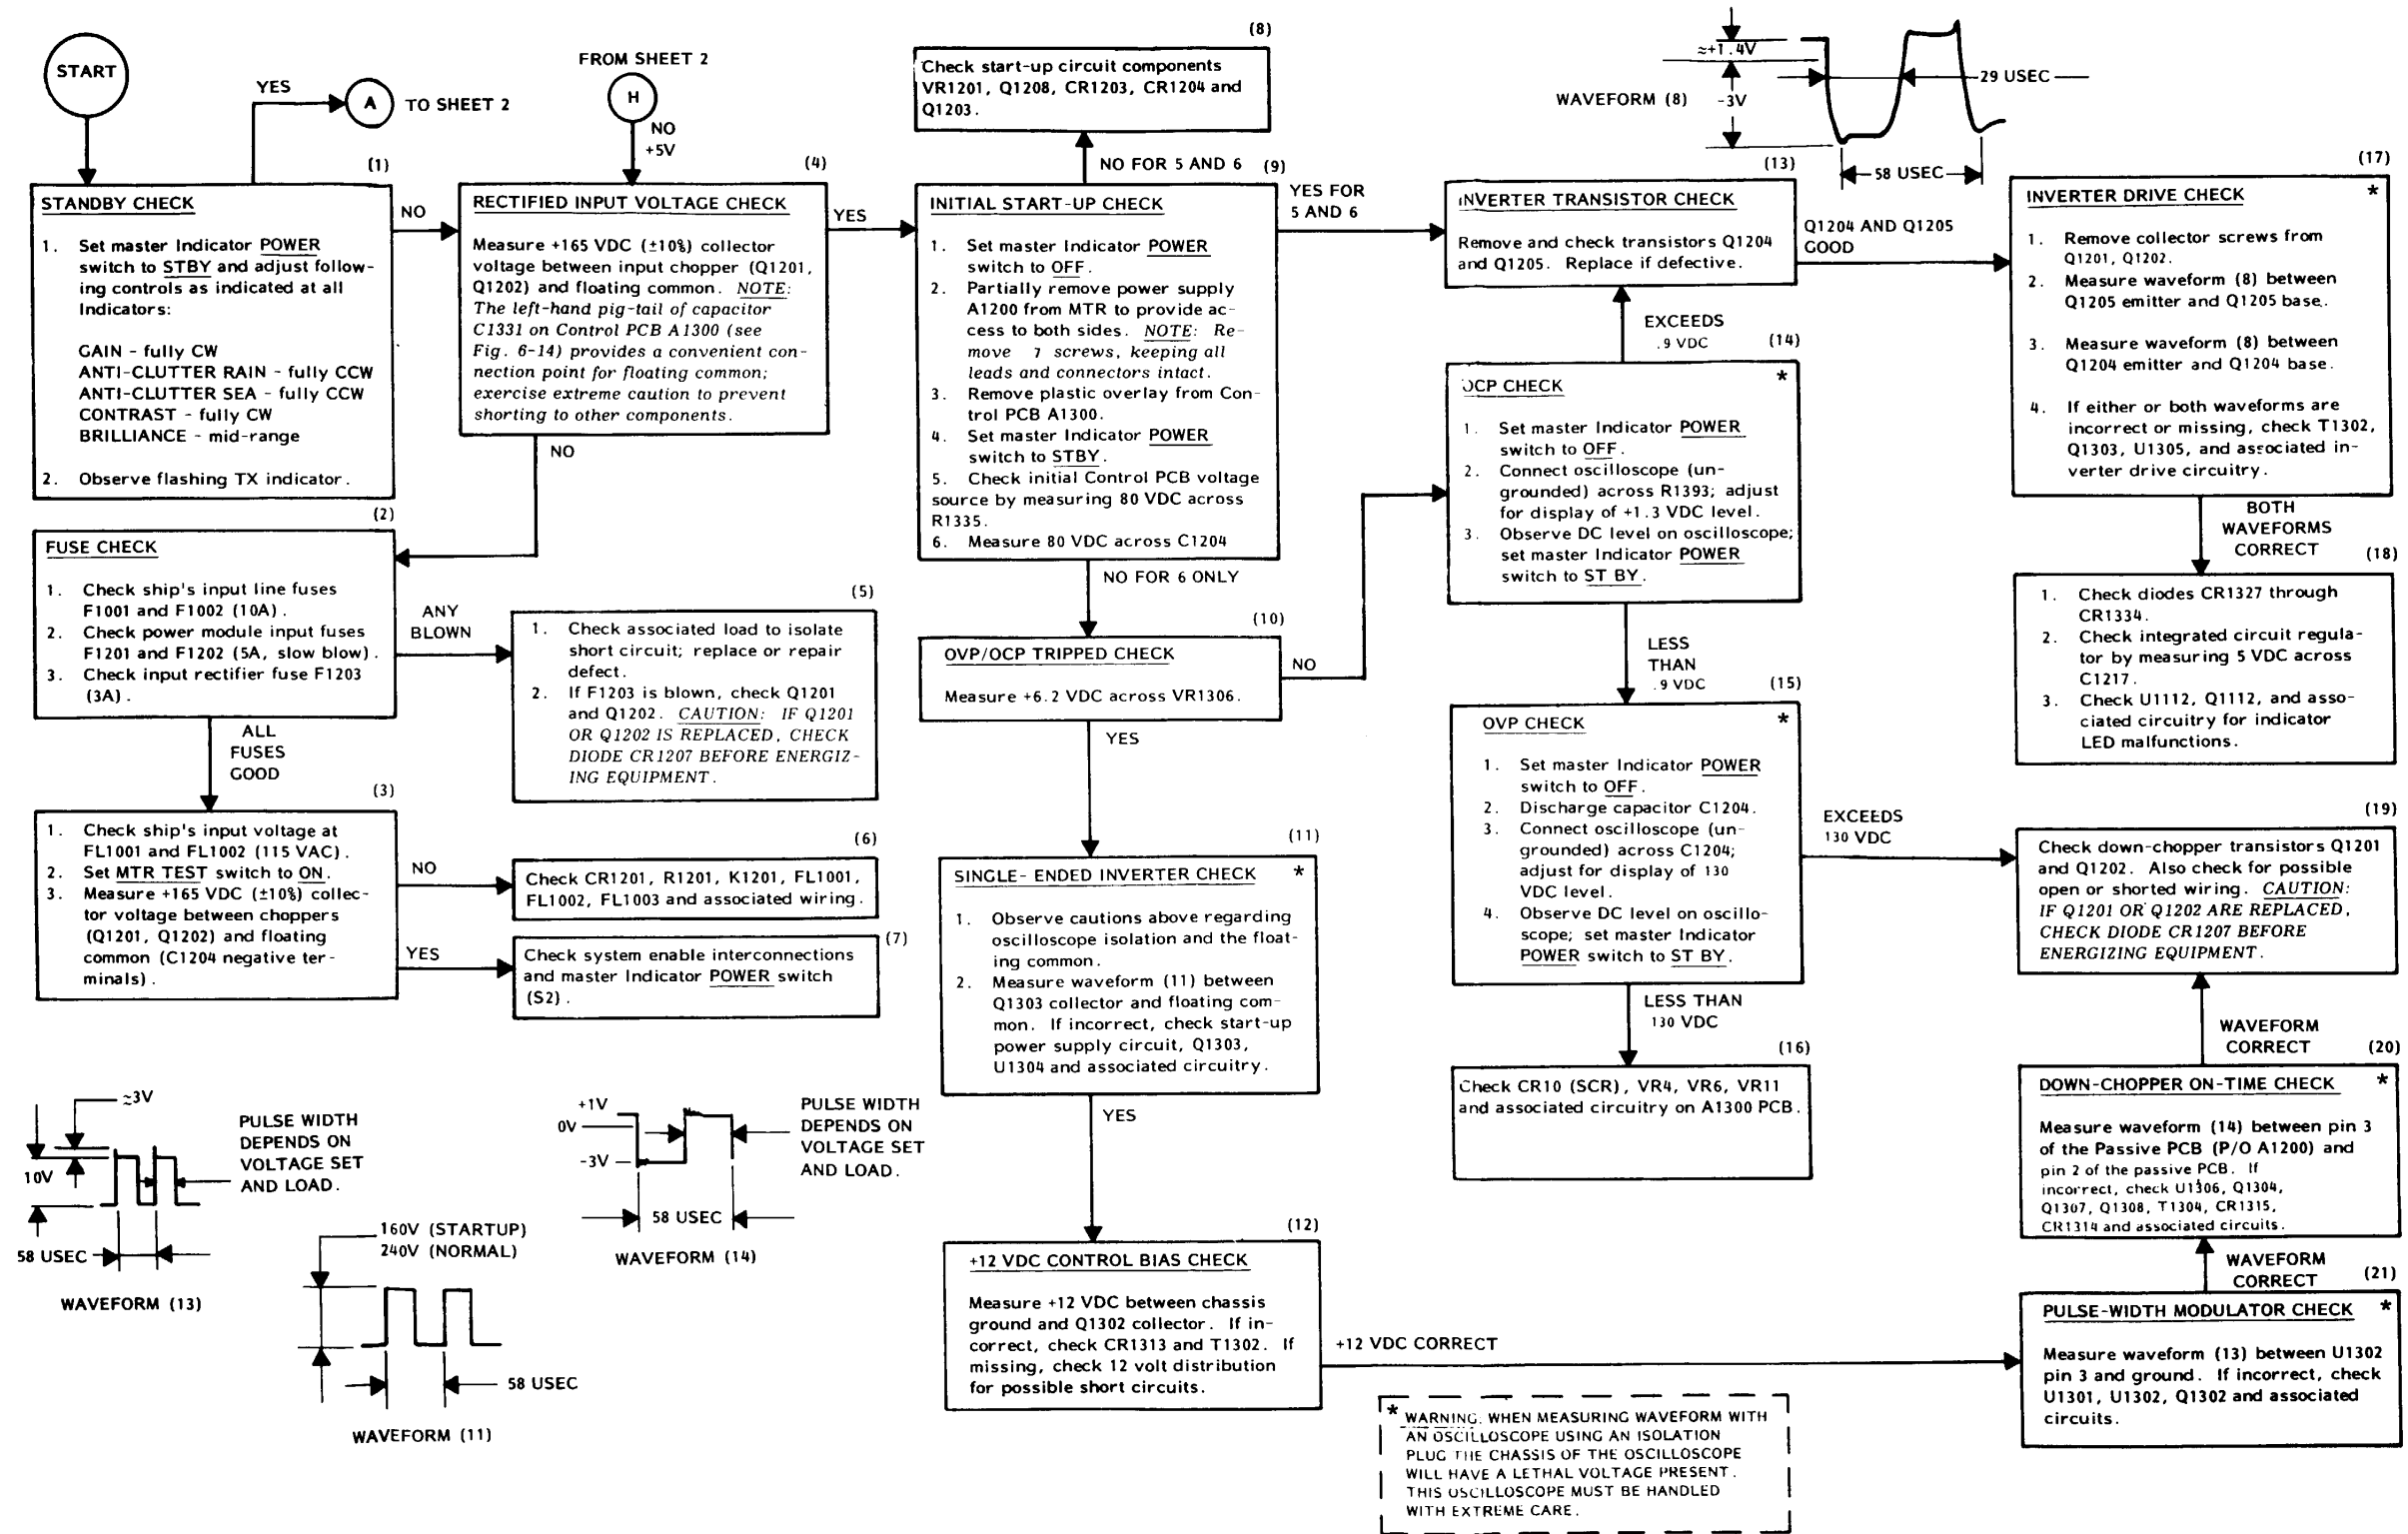 START
YES
A
TO SHEET 2
FROM SHEET 2
H
NO
+5V
(1)
STANDBY CHECK
1. Set master Indicator POWER
switch to STBY and adjust follow-
ing controls as indicated at all
Indicators:
GAIN - fully CW
ANTI-CLUTTER RAIN - fully CCW
ANTI-CLUTTER SEA - fully CCW
CONTRAST - fully CW
BRILLIANCE - mid-range
2. Observe flashing TX indicator.
NO
(4)
RECTIFIED INPUT VOLTAGE CHECK
Measure +165 VDC (±10%) collector
voltage between input chopper (Q1201,
Q1202) and floating common. NOTE:
The left-hand pig-tail of capacitor
C1331 on Control PCB A1300 (see
Fig. 6-14) provides a convenient con-
nection point for floating common;
exercise extreme caution to prevent
shorting to other components.
YES
NO
(2)
FUSE CHECK
1. Check ship's input line fuses
F1001 and F1002 (10A).
2. Check power module input fuses
F1201 and F1202 (5A, slow blow).
3. Check input rectifier fuse F1203
(3A).
ANY
BLOWN
(5)
1. Check associated load to isolate
short circuit; replace or repair
defect.
2. If F1203 is blown, check Q1201
and Q1202. CAUTION: IF Q1201
OR Q1202 IS REPLACED, CHECK
DIODE CR1207 BEFORE ENERGIZ-
ING EQUIPMENT.
ALL
FUSES
GOOD
(3)
1. Check ship's input voltage at
FL1001 and FL1002 (115 VAC).
2. Set MTR TEST switch to ON.
3. Measure +165 VDC (±10%) collec-
tor voltage between choppers
(Q1201, Q1202) and floating
common (C1204 negative ter-
minals).
NO
(6)
Check CR1201, R1201, K1201, FL1001,
FL1002, FL1003 and associated wiring.
YES
(7)
Check system enable interconnections
and master Indicator POWER switch
(S2).
(8)
Check start-up circuit components
VR1201, Q1208, CR1203, CR1204 and
Q1203.
NO FOR 5 AND 6
(9)
INITIAL START-UP CHECK
1. Set master Indicator POWER
switch to OFF.
2. Partially remove power supply
A1200 from MTR to provide ac-
cess to both sides. NOTE: Re-
move 7 screws, keeping all
leads and connectors intact.
3. Remove plastic overlay from Con-
trol PCB A1300.
4. Set master Indicator POWER
switch to STBY.
5. Check initial Control PCB voltage
source by measuring 80 VDC across
R1335.
6. Measure 80 VDC across C1204
YES FOR
5 AND 6
NO FOR 6 ONLY
(10)
OVP/OCP TRIPPED CHECK
Measure +6.2 VDC across VR1306.
NO
YES
(11)
SINGLE- ENDED INVERTER CHECK *
1. Observe cautions above regarding
oscilloscope isolation and the float-
ing common.
2. Measure waveform (11) between
Q1303 collector and floating com-
mon. If incorrect, check start-up
power supply circuit, Q1303,
U1304 and associated circuitry.
YES
(12)
+12 VDC CONTROL BIAS CHECK
Measure +12 VDC between chassis
ground and Q1302 collector. If in-
correct, check CR1313 and T1302. If
missing, check 12 volt distribution
for possible short circuits.
+12 VDC CORRECT
(13)
INVERTER TRANSISTOR CHECK
Remove and check transistors Q1204
and Q1205. Replace if defective.
Q1204 AND Q1205
GOOD
EXCEEDS
.9 VDC
(14)
OCP CHECK *
1. Set master Indicator POWER
switch to OFF.
2. Connect oscilloscope (un-
grounded) across R1393; adjust
for display of +1.3 VDC level.
3. Observe DC level on oscilloscope;
set master Indicator POWER
switch to ST BY.
LESS
THAN
.9 VDC
(15)
OVP CHECK *
1. Set master Indicator POWER
switch to OFF.
2. Discharge capacitor C1204.
3. Connect oscilloscope (un-
grounded) across C1204;
adjust for display of 130
VDC level.
4. Observe DC level on oscillo-
scope; set master Indicator
POWER switch to ST BY.
EXCEEDS
130 VDC
LESS THAN
130 VDC
(16)
Check CR10 (SCR), VR4, VR6, VR11
and associated circuitry on A1300 PCB.
≈+1.4V
WAVEFORM (8)
-3V
29 USEC
58 USEC
(17)
INVERTER DRIVE CHECK *
1. Remove collector screws from
Q1201, Q1202.
2. Measure waveform (8) between
Q1205 emitter and Q1205 base.
3. Measure waveform (8) between
Q1204 emitter and Q1204 base.
4. If either or both waveforms are
incorrect or missing, check T1302,
Q1303, U1305, and associated in-
verter drive circuitry.
BOTH
WAVEFORMS
CORRECT
(18)
1. Check diodes CR1327 through
CR1334.
2. Check integrated circuit regula-
tor by measuring 5 VDC across
C1217.
3. Check U1112, Q1112, and asso-
ciated circuitry for indicator
LED malfunctions.
(19)
Check down-chopper transistors Q1201
and Q1202. Also check for possible
open or shorted wiring. CAUTION:
IF Q1201 OR Q1202 ARE REPLACED,
CHECK DIODE CR1207 BEFORE
ENERGIZING EQUIPMENT.
WAVEFORM
CORRECT
(20)
DOWN-CHOPPER ON-TIME CHECK *
Measure waveform (14) between pin 3
of the Passive PCB (P/O A1200) and
pin 2 of the passive PCB. If
incorrect, check U1306, Q1304,
Q1307, Q1308, T1304, CR1315,
CR1314 and associated circuits.
WAVEFORM
CORRECT
(21)
PULSE-WIDTH MODULATOR CHECK *
Measure waveform (13) between U1302
pin 3 and ground. If incorrect, check
U1301, U1302, Q1302 and associated
circuits.
≈3V
10V
PULSE WIDTH
DEPENDS ON
VOLTAGE SET
AND LOAD.
58 USEC
WAVEFORM (13)
160V (STARTUP)
240V (NORMAL)
58 USEC
WAVEFORM (11)
+1V
0V
-3V
PULSE WIDTH
DEPENDS ON
VOLTAGE SET
AND LOAD.
58 USEC
WAVEFORM (14)
* WARNING: WHEN MEASURING WAVEFORM WITH
AN OSCILLOSCOPE USING AN ISOLATION
PLUG THE CHASSIS OF THE OSCILLOSCOPE
WILL HAVE A LETHAL VOLTAGE PRESENT.
THIS OSCILLOSCOPE MUST BE HANDLED
WITH EXTREME CARE.